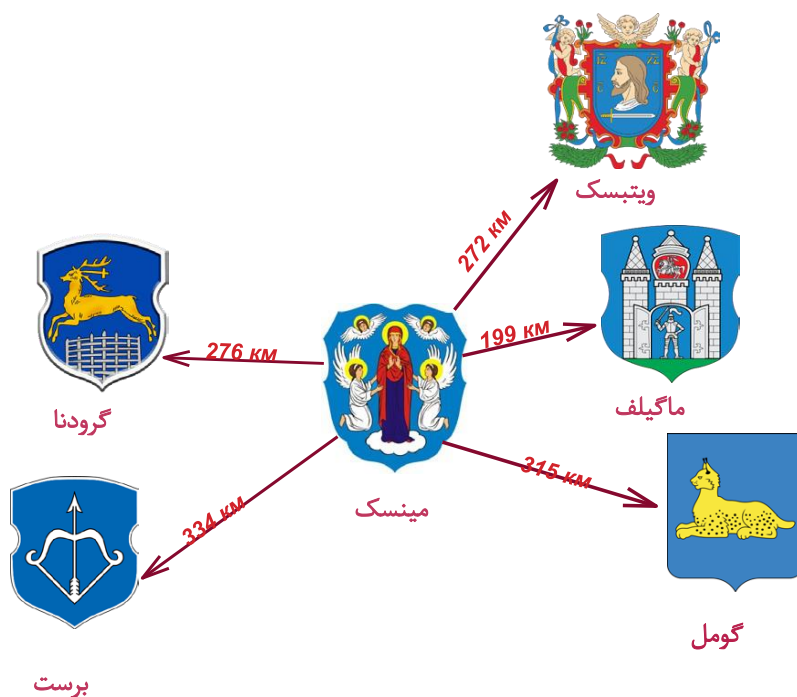 ویتبسک
272 км
199 км
ماگیلف
276 км
گرودنا
مینسک
315 км
334 км
گومل
برست